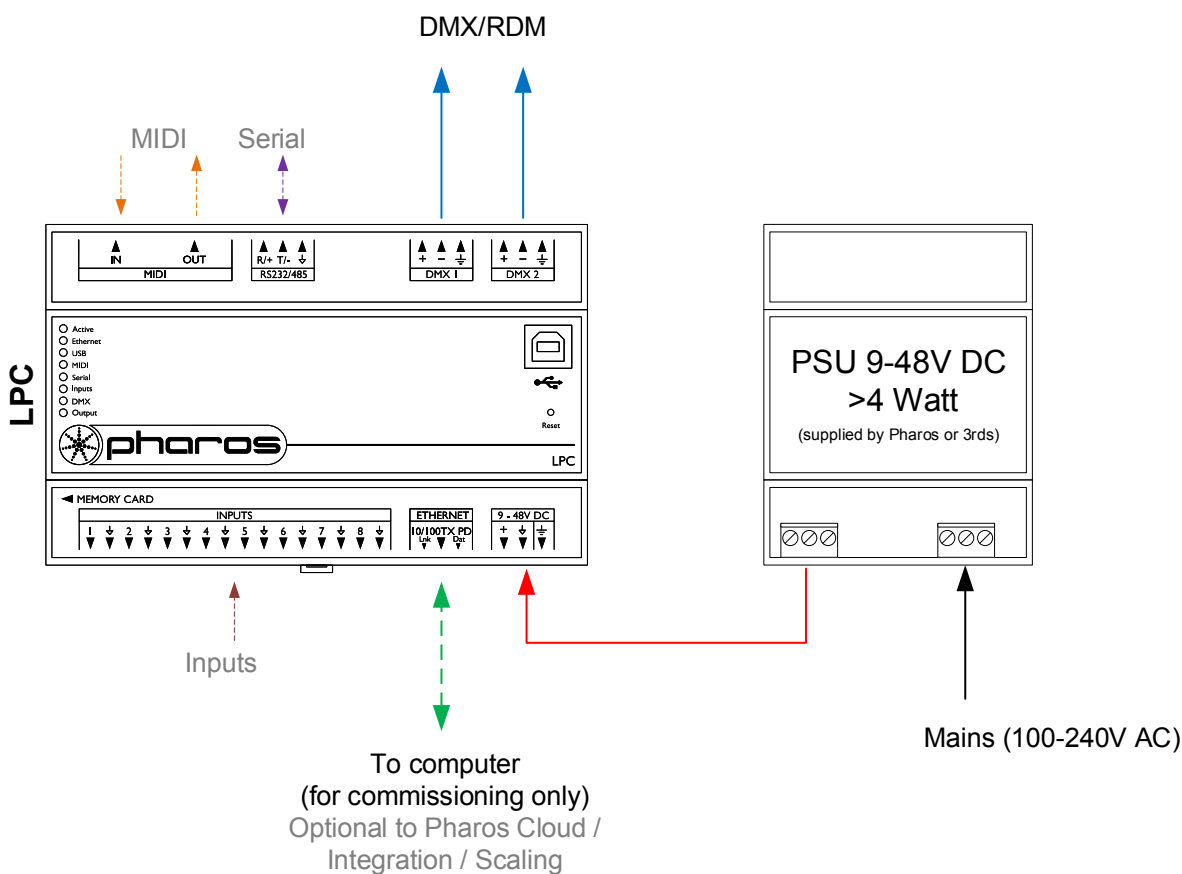 DMX/RDM
MIDI Serial
IN OUT R/+ T/- + − + −
MIDI RS232/485 DMX 1 DMX 2
LPC
Active
Ethernet
USB
MIDI
Serial
Inputs
DMX
Output
Reset
pharos
LPC
PSU 9-48V DC
>4 Watt
(supplied by Pharos or 3rds)
MEMORY CARD
INPUTS ETHERNET 9 - 48V DC
1 2 3 4 5 6 7 8 10/100TX PD +
Lnk Dat
Inputs
Mains (100-240V AC)
To computer
(for commissioning only)
Optional to Pharos Cloud /
Integration / Scaling